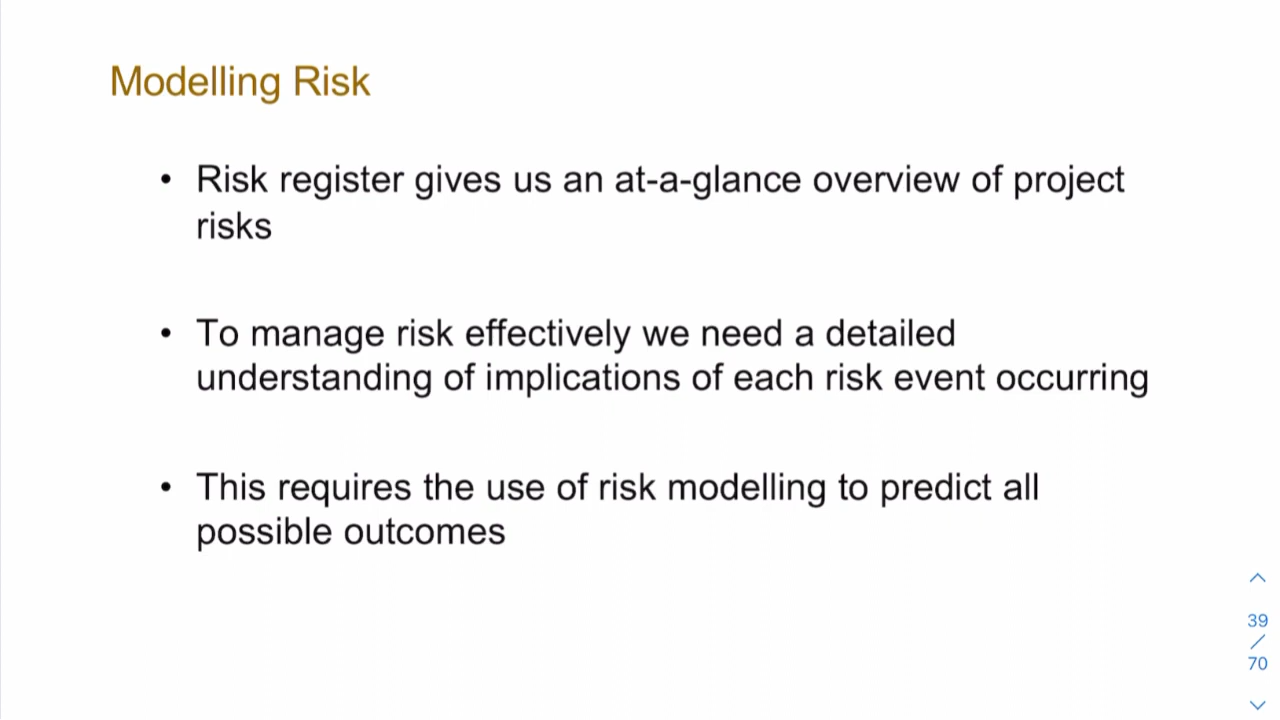 Modelling Risk
• Risk register gives us an at-a-glance overview of project
risks
• To manage risk effectively we need a detailed
understanding of implications of each risk event occurring
• This requires the use of risk modelling to predict all
possible outcomes
39
/
70